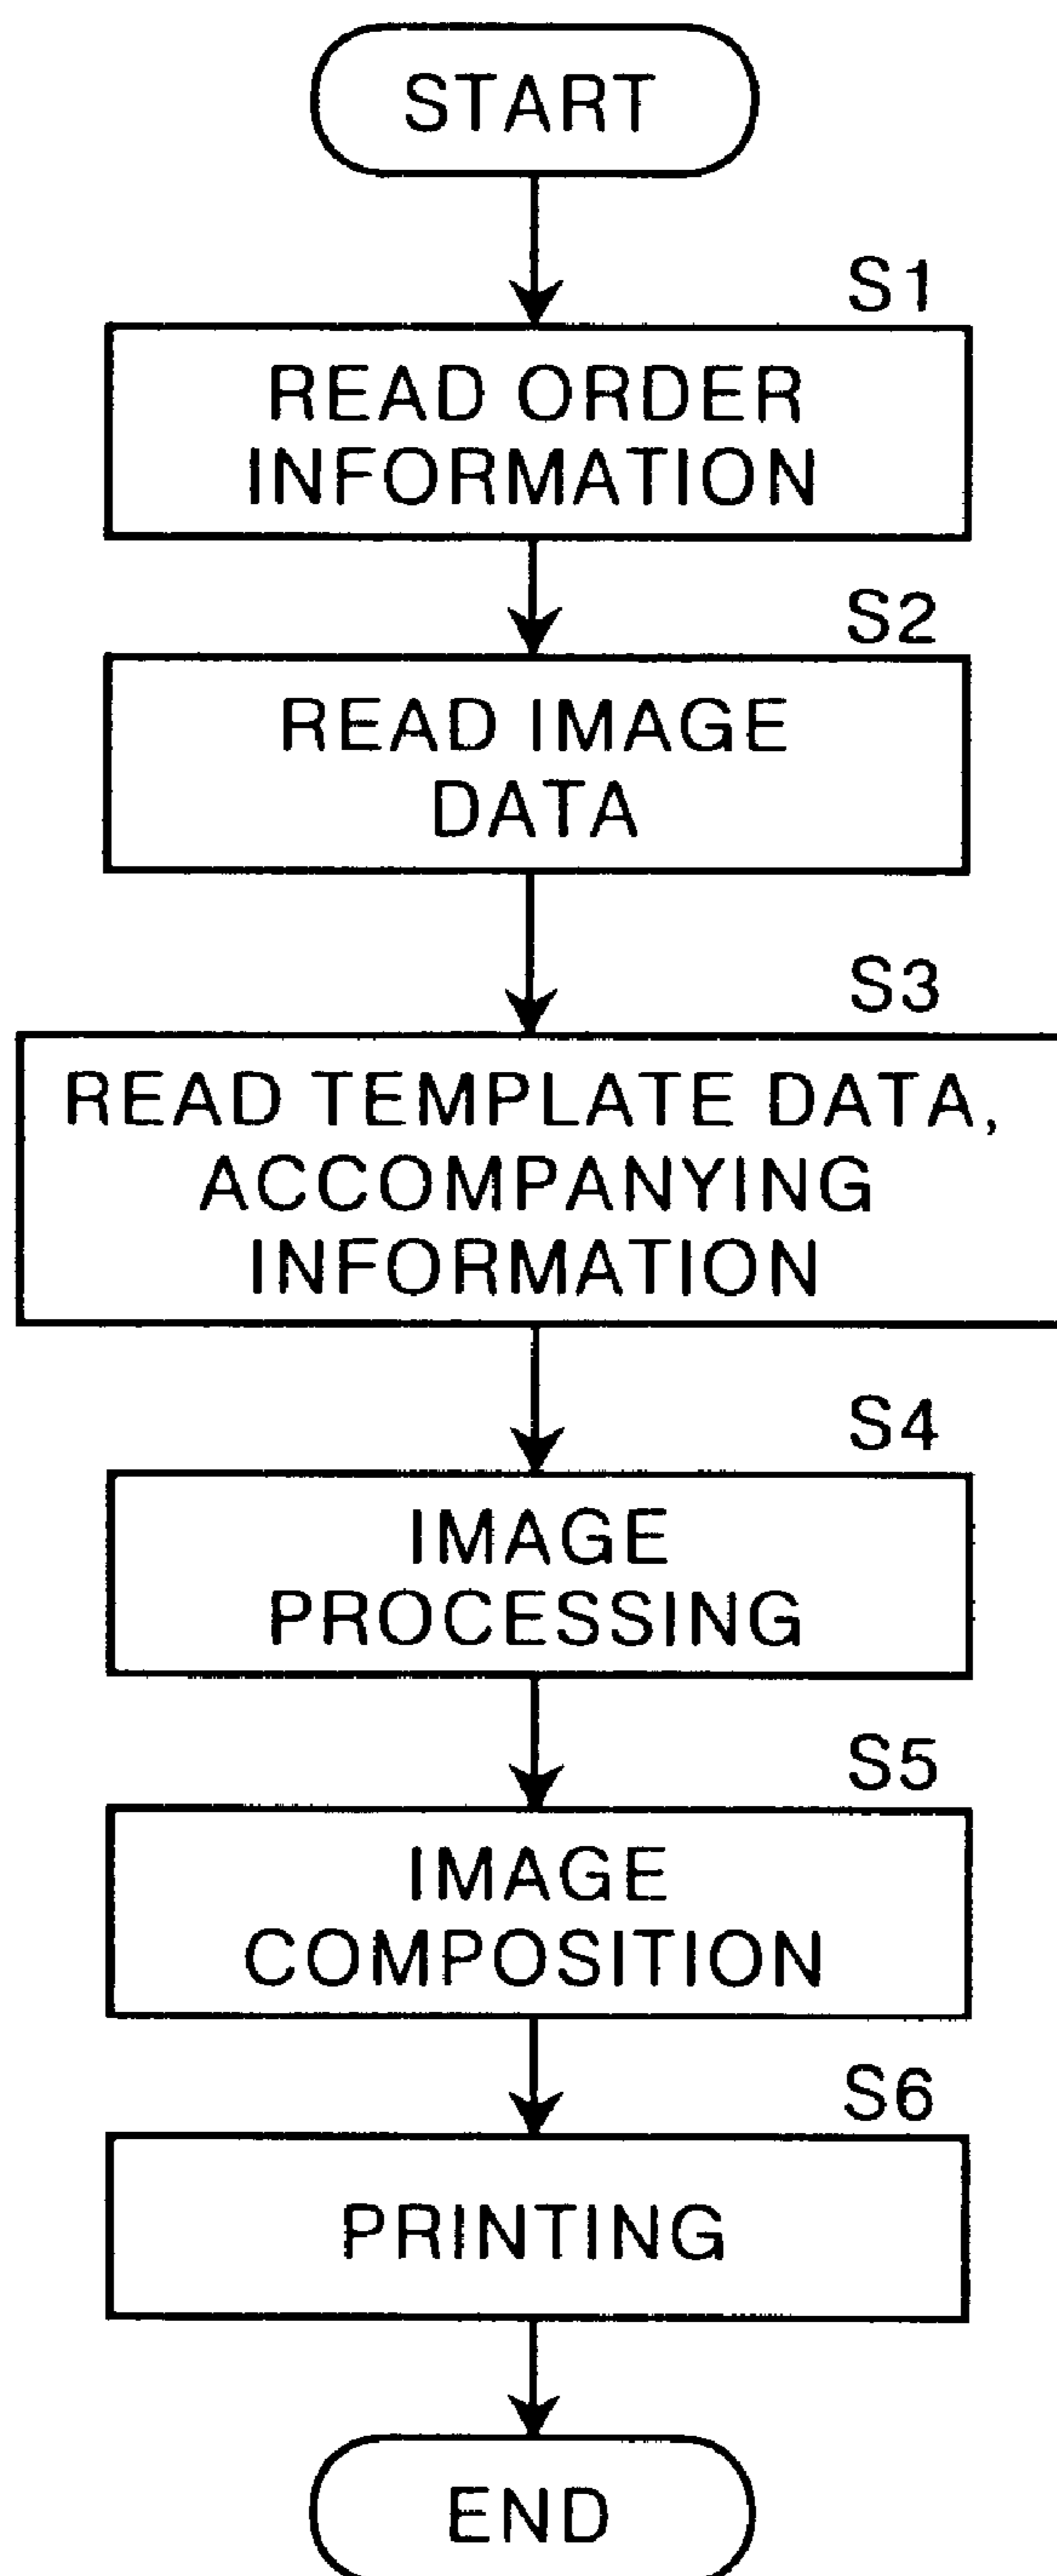 START
S1
READ ORDER
INFORMATION
S2
READ IMAGE
DATA
S3
READ TEMPLATE DATA,
ACCOMPANYING
INFORMATION
S4
IMAGE
PROCESSING
S5
IMAGE
COMPOSITION
S6
PRINTING
END